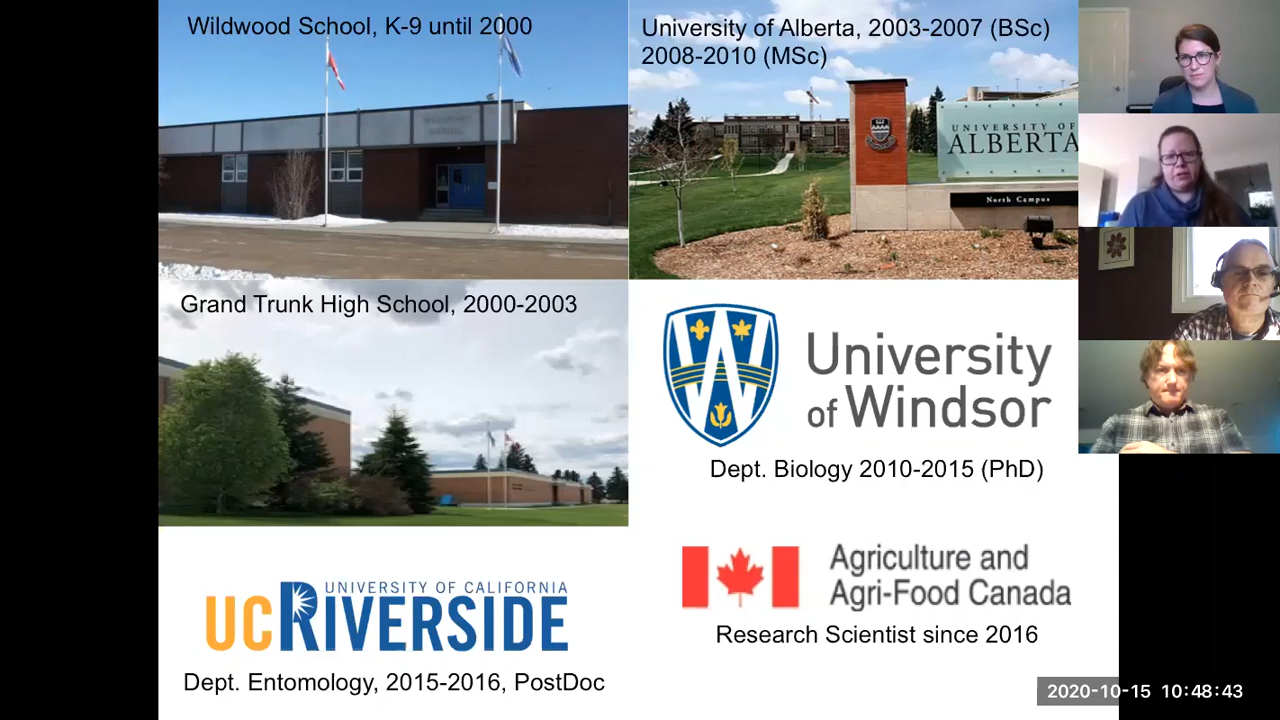 Wildwood School, K-9 until 2000
University of Alberta, 2003-2007 (BSc)
2008-2010 (MSc)
UNIVERSITY OF
ALBERTA
North Campus
Grand Trunk High School, 2000-2003
University
of Windsor
Dept. Biology 2010-2015 (PhD)
UNIVERSITY OF CALIFORNIA
UCRIVERSIDE
Dept. Entomology, 2015-2016, PostDoc
Agriculture and
Agri-Food Canada
Research Scientist since 2016
2020-10-15 10:48:43